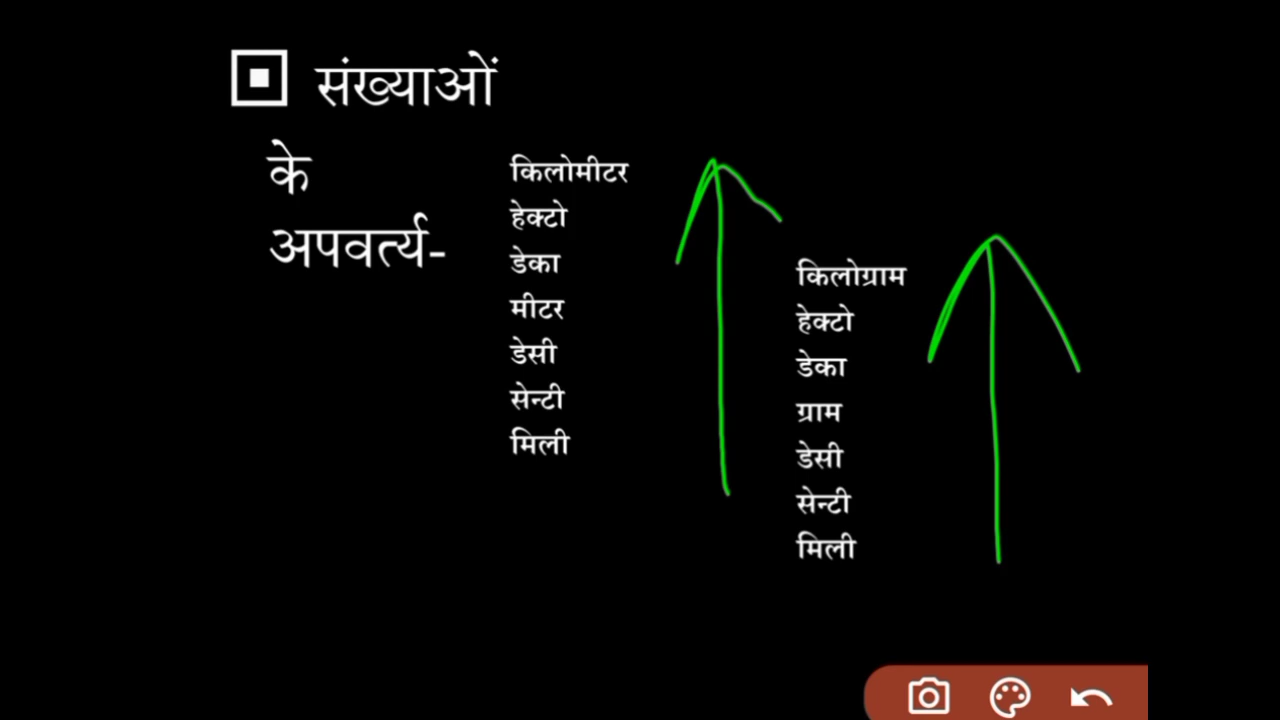 संख्याओं
के
अपवर्त्य-
किलोमीटर
हेक्टो
डेका
मीटर
डेसी
सेन्टी
मिली
किलोग्राम
हेक्टो
डेका
ग्राम
डेसी
सेन्टी
मिली